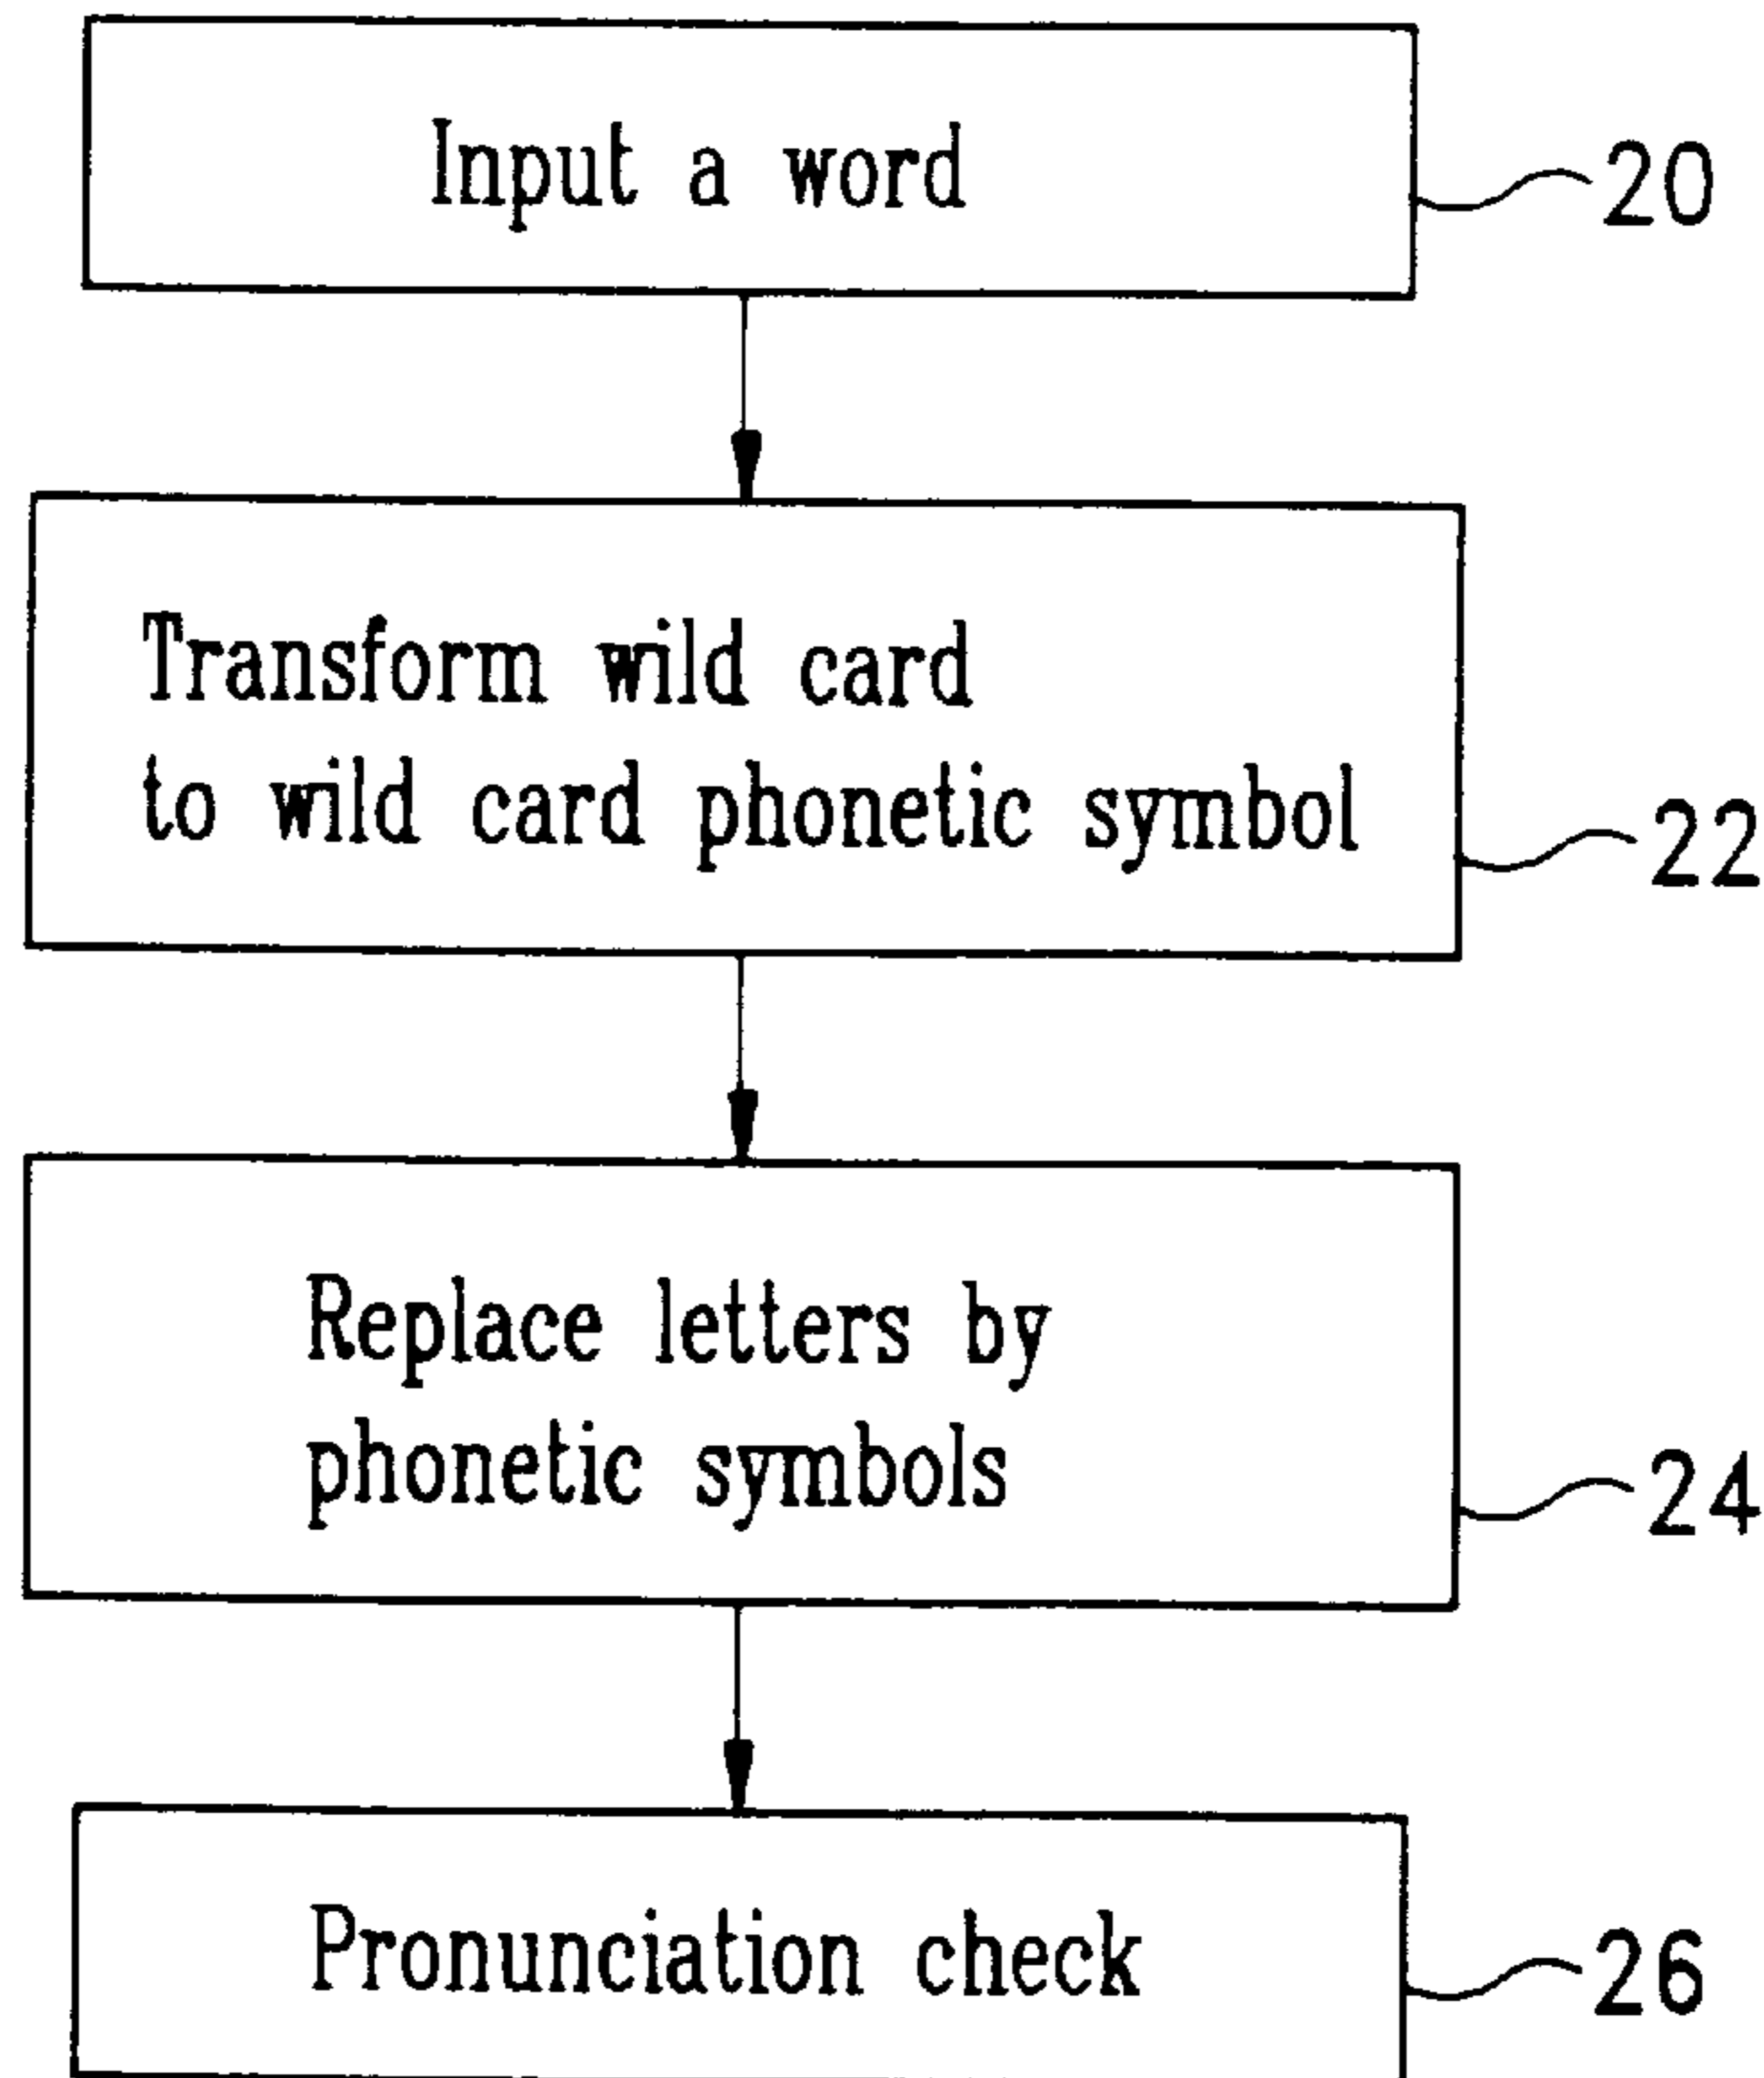 Input a word
20
Transform wild card
to wild card phonetic symbol
22
Replace letters by
phonetic symbols
24
Pronunciation check
26